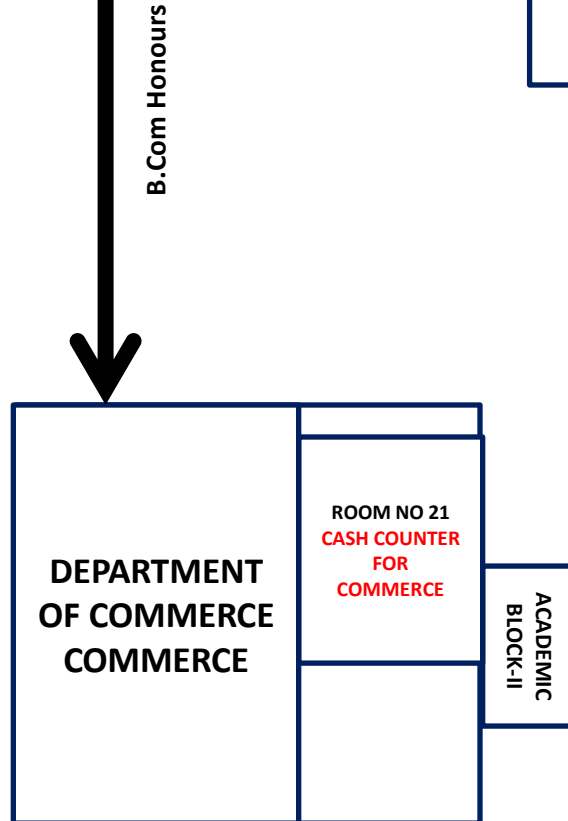 B.Com Honours
DEPARTMENT
OF COMMERCE
COMMERCE
ROOM NO 21
CASH COUNTER
FOR
COMMERCE
ACADEMIC
BLOCK-II